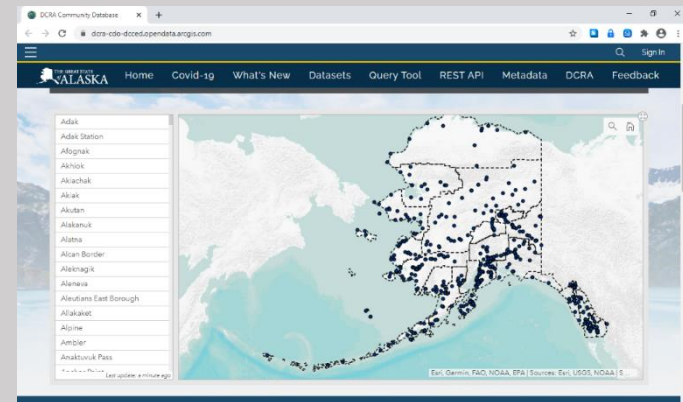 DCRA Community Database
dcra-cdo-dcced.opendata.arcgis.com
Sign In
THE GREAT STATE
of ALASKA
Home
Covid-19
What's New
Datasets
Query Tool
REST API
Metadata
DCRA
Feedback
Adak
Adak Station
Afognak
Akhiok
Akiachak
Akiak
Akutan
Alakanuk
Alatna
Alcan Border
Aleknagik
Aleneva
Aleutians East Borough
Allakaket
Alpine
Ambler
Anaktuvuk Pass
Last update: a minute ago
Esri, Garmin, FAO, NOAA, EPA | Sources: Esri, USGS, NOAA | S...